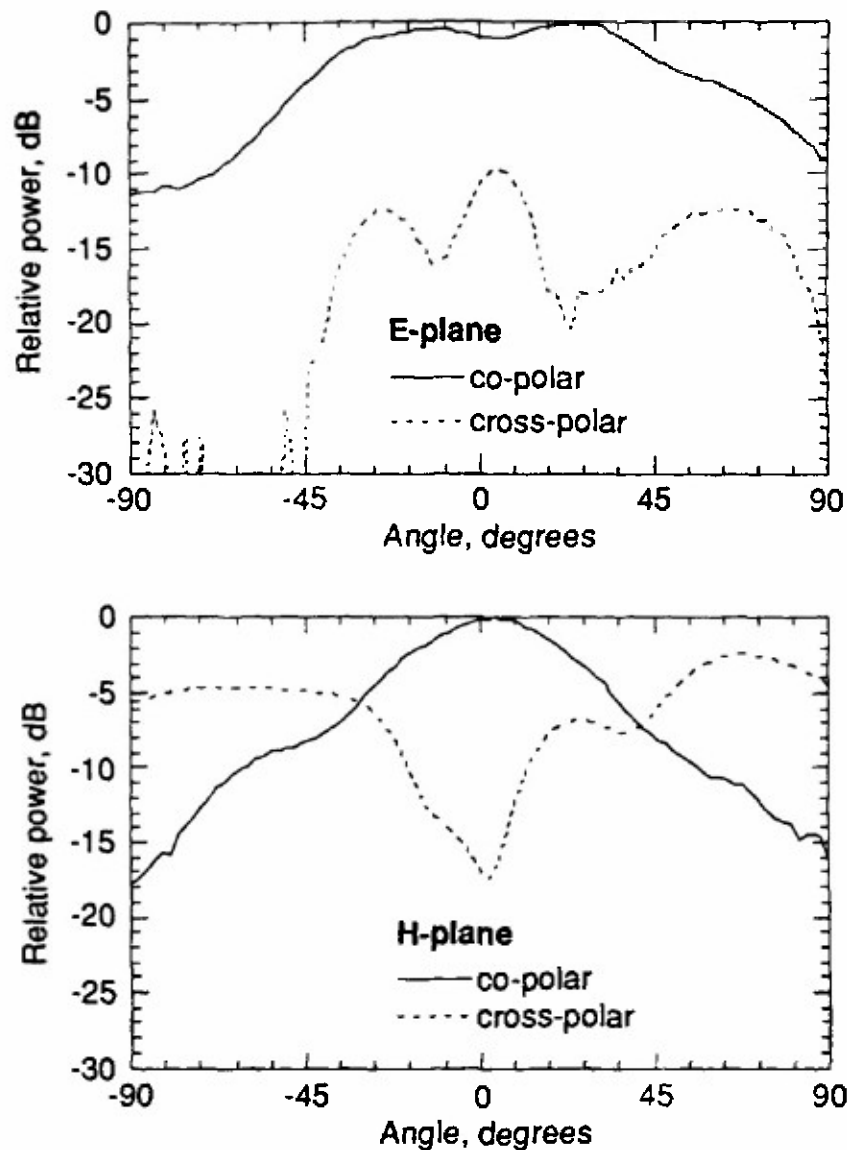 Relative power, dB
0
-5
-10
-15
-20
-25
-30
E-plane
co-polar
cross-polar
-90
-45
0
45
90
Angle, degrees
Relative power, dB
0
-5
-10
-15
-20
-25
-30
H-plane
co-polar
cross-polar
-90
-45
0
45
90
Angle, degrees